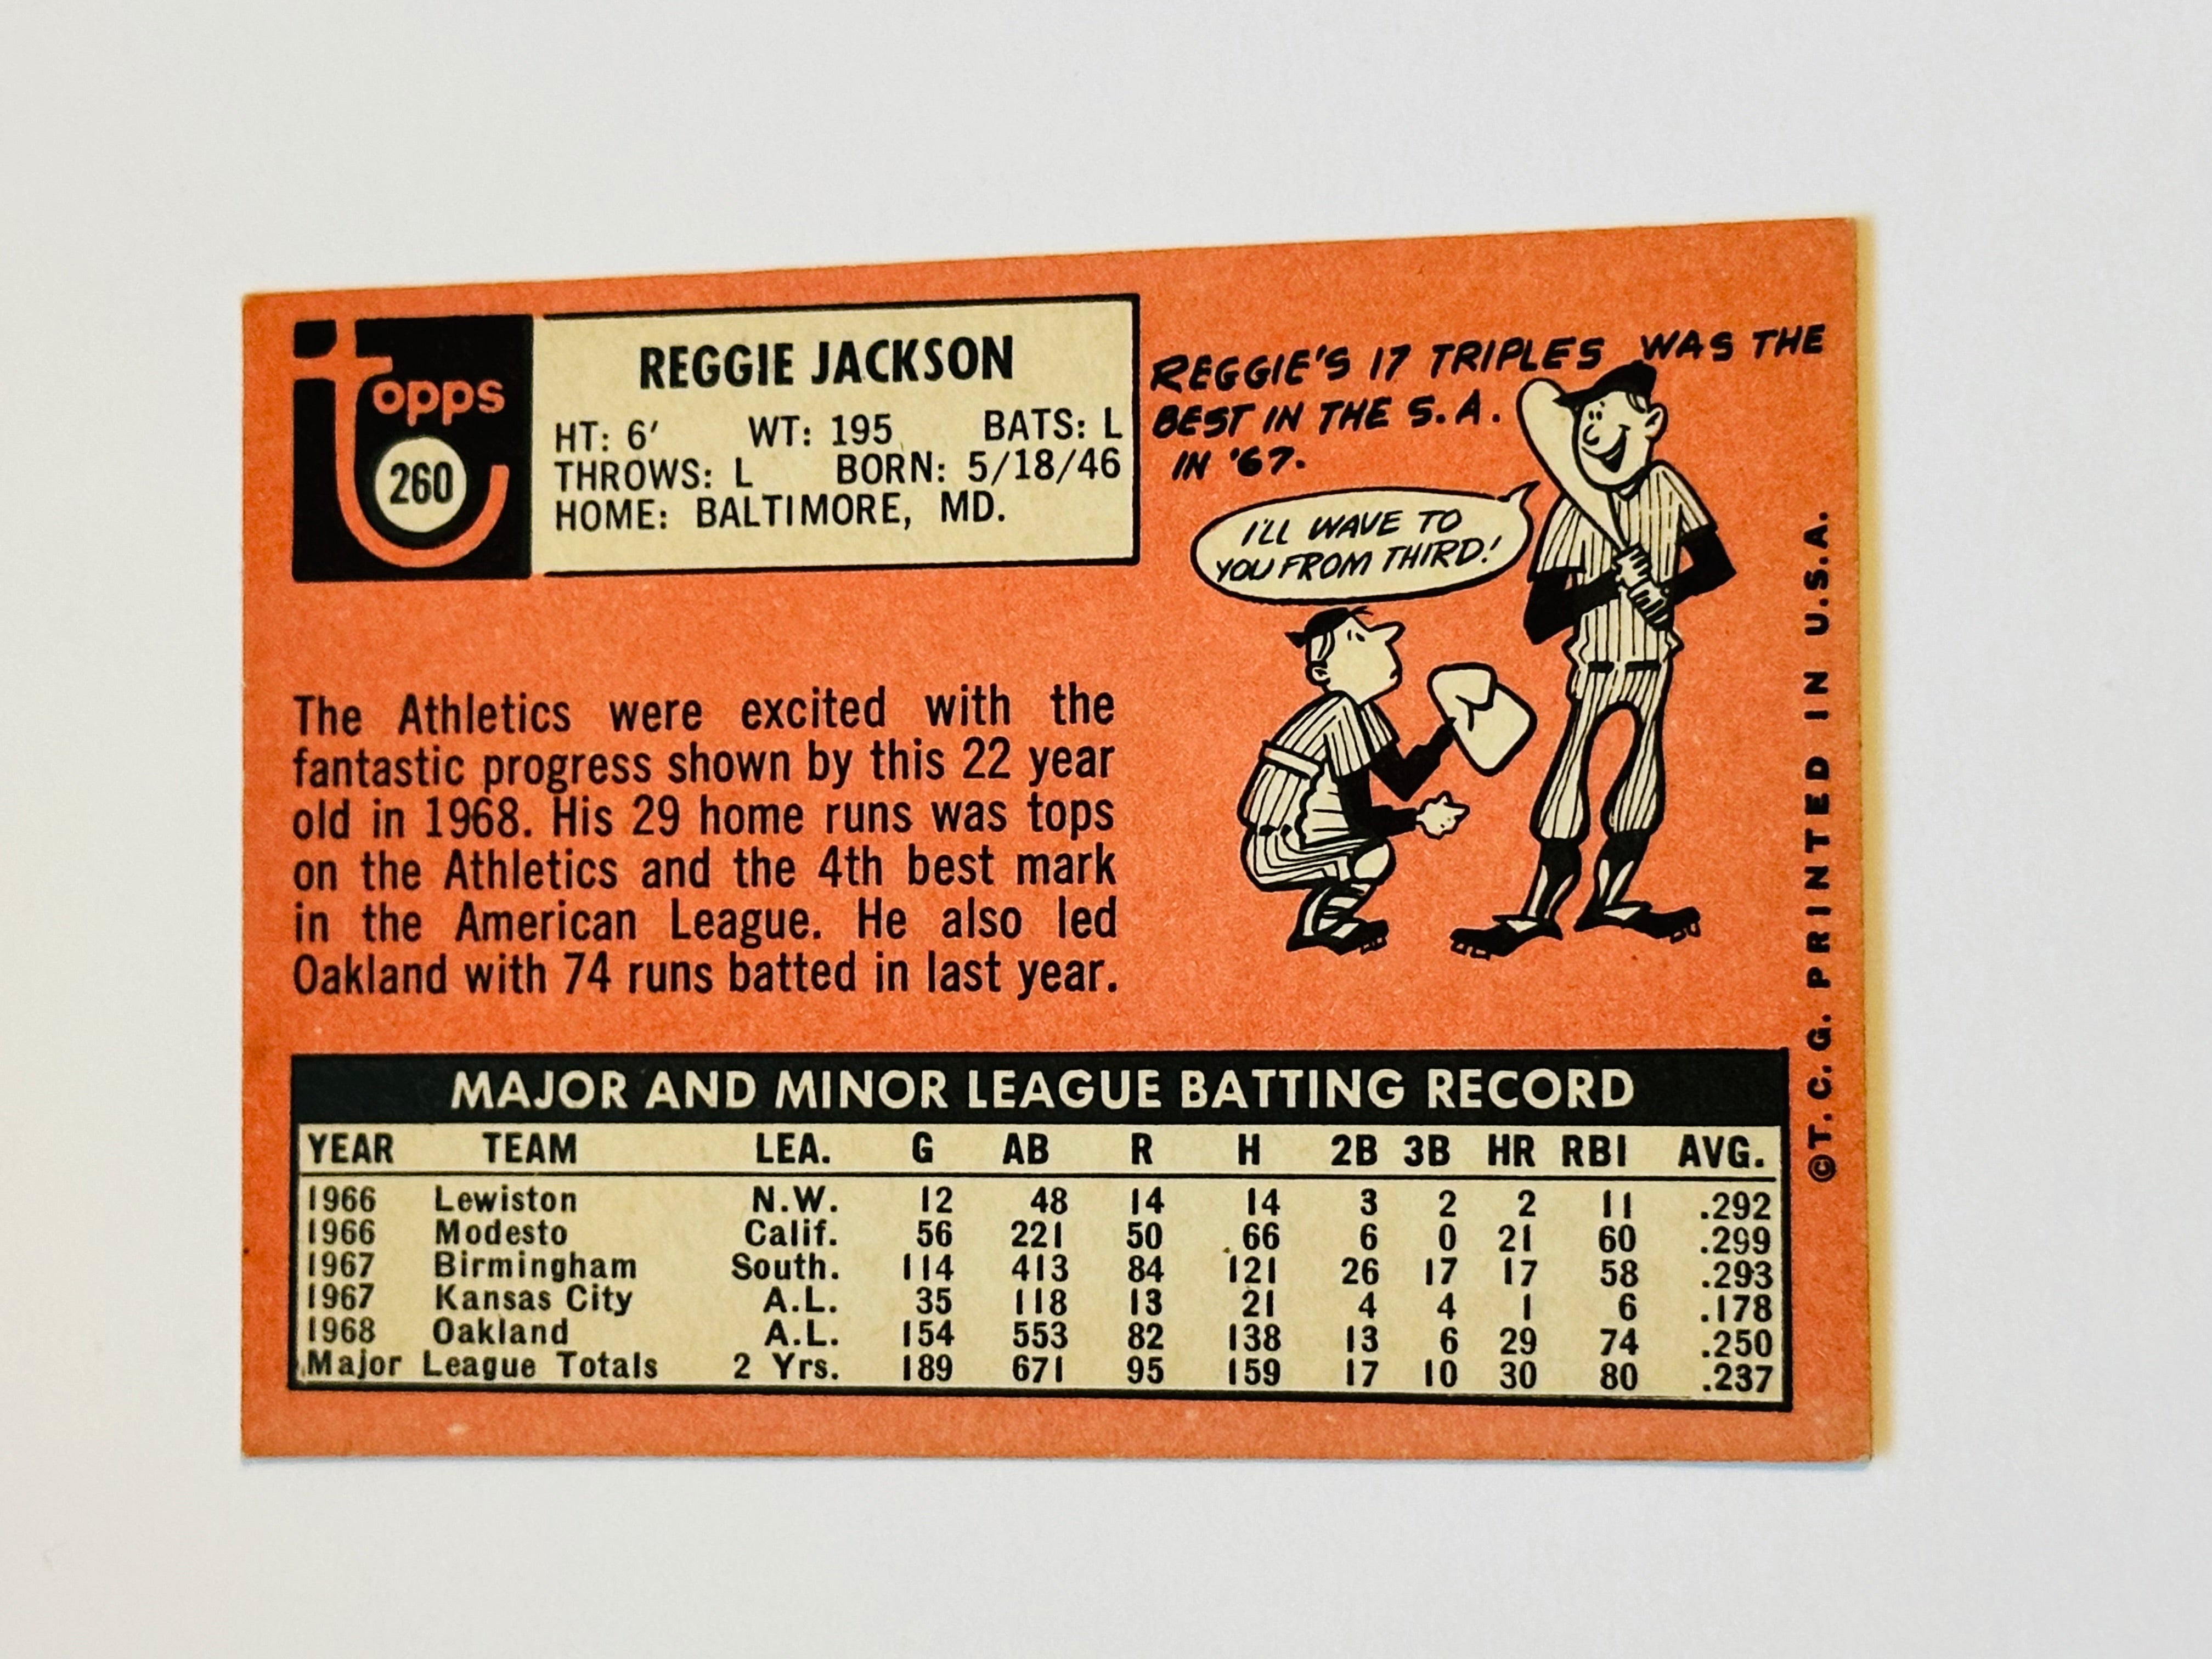 topps
260
REGGIE JACKSON
HT: 6' WT: 195 BATS: L
THROWS: L BORN: 5/18/46
HOME: BALTIMORE, MD.
REGGIE'S 17 TRIPLES WAS THE
BEST IN THE S.A.
IN '67.
I'LL WAVE TO
YOU FROM THIRD!
The Athletics were excited with the
fantastic progress shown by this 22 year
old in 1968. His 29 home runs was tops
on the Athletics and the 4th best mark
in the American League. He also led
Oakland with 74 runs batted in last year.
MAJOR AND MINOR LEAGUE BATTING RECORD
YEAR TEAM LEA. G AB R H 2B 3B HR RBI AVG.
1966 Lewiston N.W. 12 48 14 14 3 2 2 11 .292
1966 Modesto Calif. 56 221 50 66 6 0 21 60 .299
1967 Birmingham South. 114 413 84 121 26 17 17 58 .293
1967 Kansas City A.L. 35 118 13 21 4 4 1 6 .178
1968 Oakland A.L. 154 553 82 138 13 6 29 74 .250
Major League Totals 2 Yrs. 189 671 95 159 17 10 30 80 .237
©T.C.G. PRINTED IN U.S.A.